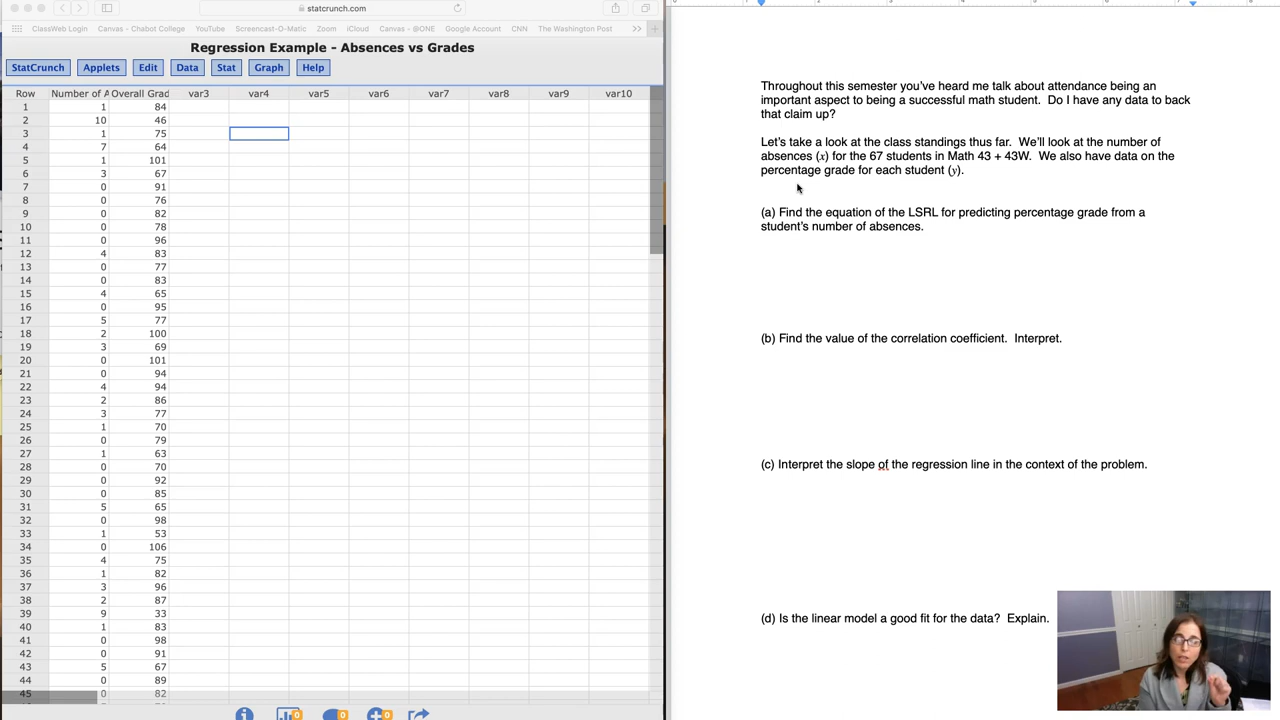 statcrunch.com
ClassWeb Login Canvas - Chabot College YouTube Screencast-O-Matic Zoom iCloud Canvas - @ONE Google Account CNN The Washington Post
Regression Example - Absences vs Grades
StatCrunch Applets Edit Data Stat Graph Help
Row Number of A Overall Grad var3 var4 var5 var6 var7 var8 var9 var10
1 1 84
2 10 46
3 1 75
4 7 64
5 1 101
6 3 67
7 0 91
8 0 76
9 0 82
10 0 78
11 0 96
12 4 83
13 0 77
14 0 83
15 4 65
16 0 95
17 5 77
18 2 100
19 3 69
20 0 101
21 0 94
22 4 94
23 2 86
24 3 77
25 1 70
26 0 79
27 1 63
28 0 70
29 0 92
30 0 85
31 5 65
32 0 98
33 1 53
34 0 106
35 4 75
36 1 82
37 3 96
38 2 87
39 9 33
40 1 83
41 0 98
42 0 91
43 5 67
44 0 89
45 0 82
Throughout this semester you've heard me talk about attendance being an
important aspect to being a successful math student. Do I have any data to back
that claim up?
Let's take a look at the class standings thus far. We'll look at the number of
absences (x) for the 67 students in Math 43 + 43W. We also have data on the
percentage grade for each student (y).
(a) Find the equation of the LSRL for predicting percentage grade from a
student's number of absences.
(b) Find the value of the correlation coefficient. Interpret.
(c) Interpret the slope of the regression line in the context of the problem.
(d) Is the linear model a good fit for the data? Explain.